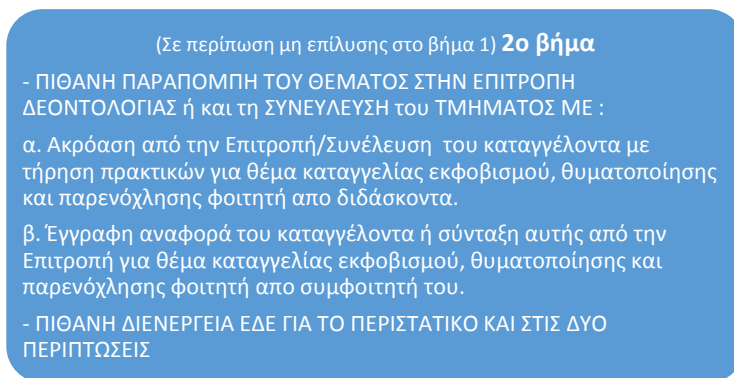 (Σε περίπωση μη επίλυσης στο βήμα 1) 2ο βήμα
- ΠΙΘΑΝΗ ΠΑΡΑΠΟΜΠΗ ΤΟΥ ΘΕΜΑΤΟΣ ΣΤΗΝ ΕΠΙΤΡΟΠΗ
ΔΕΟΝΤΟΛΟΓΙΑΣ ή και τη ΣΥΝΕΥΛΕΥΣΗ του ΤΜΗΜΑΤΟΣ ΜΕ :
α. Ακρόαση από την Επιτροπή/Συνέλευση του καταγγέλοντα με
τήρηση πρακτικών για θέμα καταγγελίας εκφοβισμού, θυματοποίησης
και παρενόχλησης φοιτητή απο διδάσκοντα.
β. Έγγραφη αναφορά του καταγγέλοντα ή σύνταξη αυτής από την
Επιτροπή για θέμα καταγγελίας εκφοβισμού, θυματοποίησης και
παρενόχλησης φοιτητή απο συμφοιτητή του.
- ΠΙΘΑΝΗ ΔΙΕΝΕΡΓΕΙΑ ΕΔΕ ΓΙΑ ΤΟ ΠΕΡΙΣΤΑΤΙΚΟ ΚΑΙ ΣΤΙΣ ΔΥΟ
ΠΕΡΙΠΤΩΣΕΙΣ